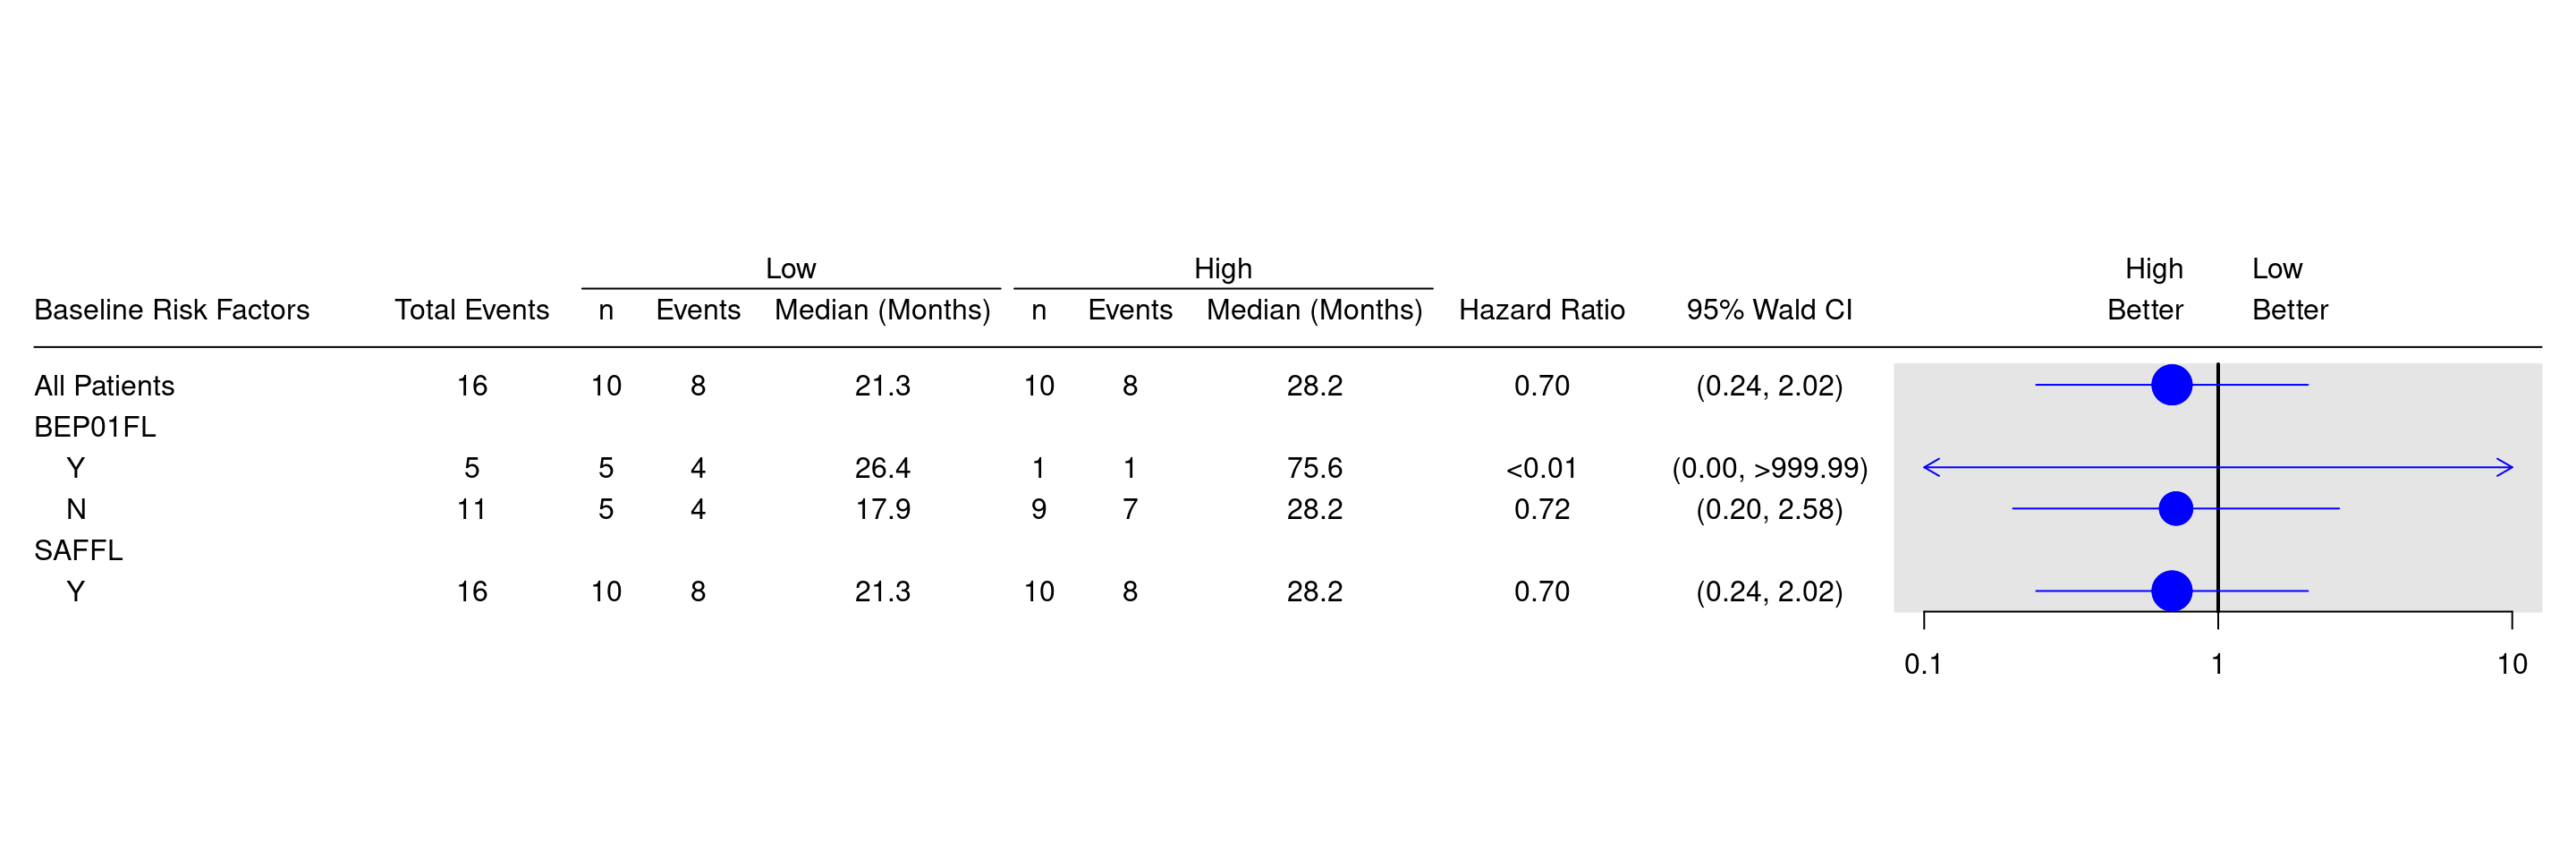 Low High High Low
Baseline Risk Factors Total Events n Events Median (Months) n Events Median (Months) Hazard Ratio 95% Wald CI Better Better
All Patients 16 10 8 21.3 10 8 28.2 0.70 (0.24, 2.02)
BEP01FL
Y 5 5 4 26.4 1 1 75.6 <0.01 (0.00, >999.99)
N 11 5 4 17.9 9 7 28.2 0.72 (0.20, 2.58)
SAFFL
Y 16 10 8 21.3 10 8 28.2 0.70 (0.24, 2.02)
0.1 1 10